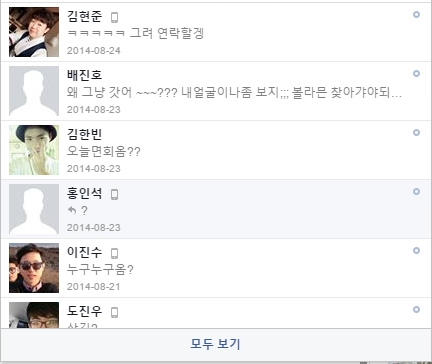 김현준
ㅋㅋㅋㅋㅋ 그려 연락할겡
2014-08-24
배진호
왜 그냥 갓어 ~~~??? 내얼굴이나좀 보지;;; 볼라믄 찾아갸야되...
2014-08-23
김한빈
오늘면회옴??
2014-08-23
홍인석
?
2014-08-23
이진수
누구누구옴?
2014-08-21
도진우
모두 보기